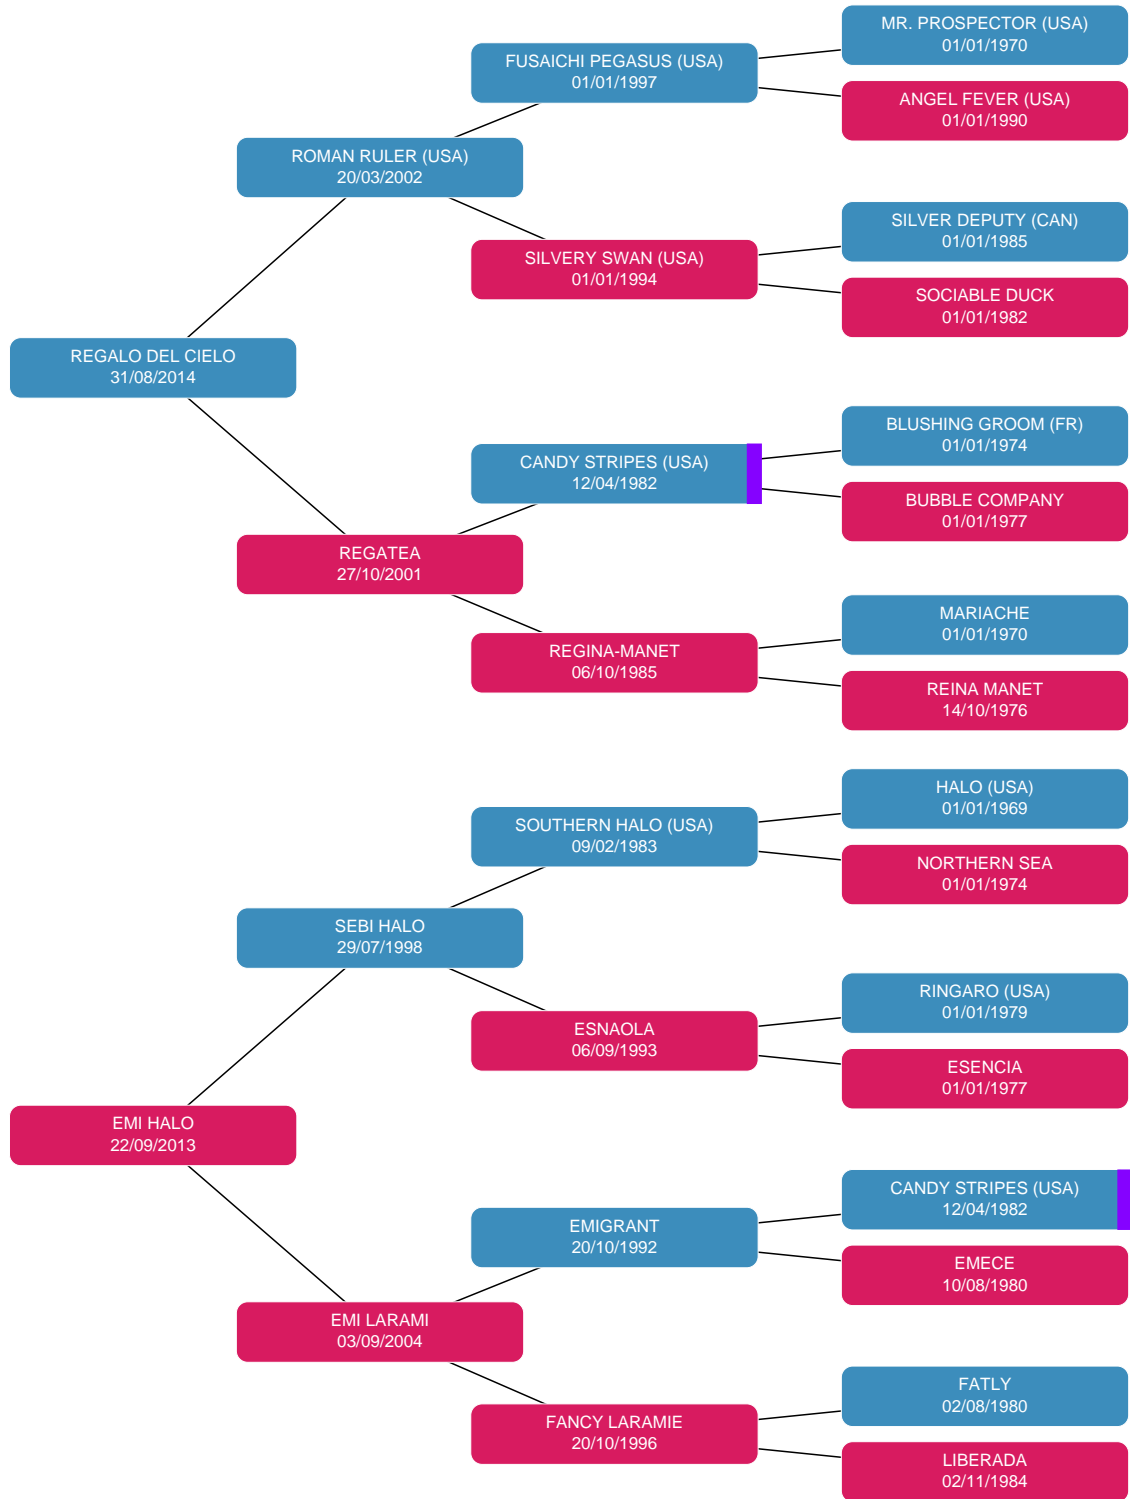 MR. PROSPECTOR (USA)
01/01/1970
FUSAICHI PEGASUS (USA)
01/01/1997
ANGEL FEVER (USA)
01/01/1990
ROMAN RULER (USA)
20/03/2002
SILVER DEPUTY (CAN)
01/01/1985
SILVERY SWAN (USA)
01/01/1994
SOCIABLE DUCK
01/01/1982
REGALO DEL CIELO
31/08/2014
BLUSHING GROOM (FR)
01/01/1974
CANDY STRIPES (USA)
12/04/1982
BUBBLE COMPANY
01/01/1977
REGATEA
27/10/2001
MARIACHE
01/01/1970
REGINA-MANET
06/10/1985
REINA MANET
14/10/1976
HALO (USA)
01/01/1969
SOUTHERN HALO (USA)
09/02/1983
NORTHERN SEA
01/01/1974
SEBI HALO
29/07/1998
RINGARO (USA)
01/01/1979
ESNAOLA
06/09/1993
ESENCIA
01/01/1977
EMI HALO
22/09/2013
CANDY STRIPES (USA)
12/04/1982
EMIGRANT
20/10/1992
EMECE
10/08/1980
EMI LARAMI
03/09/2004
FATLY
02/08/1980
FANCY LARAMIE
20/10/1996
LIBERADA
02/11/1984